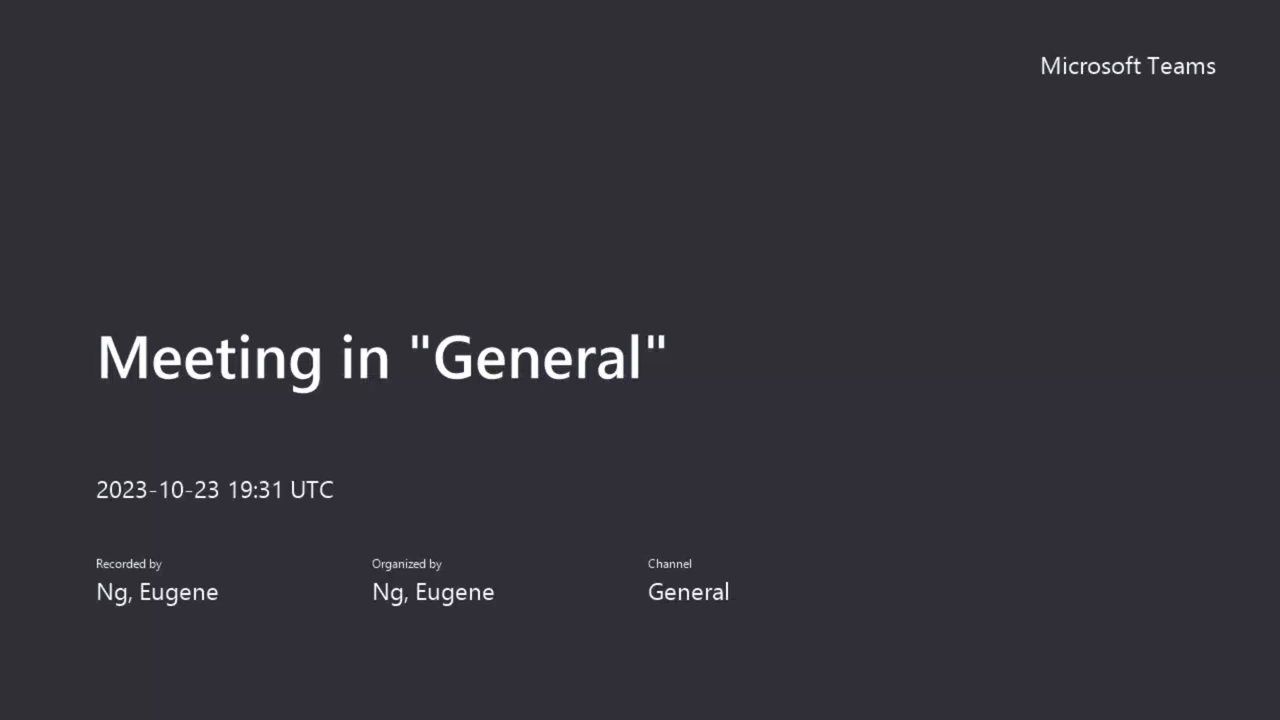 Microsoft Teams
Meeting in "General"
2023-10-23 19:31 UTC
Recorded by
Ng, Eugene
Organized by
Ng, Eugene
Channel
General